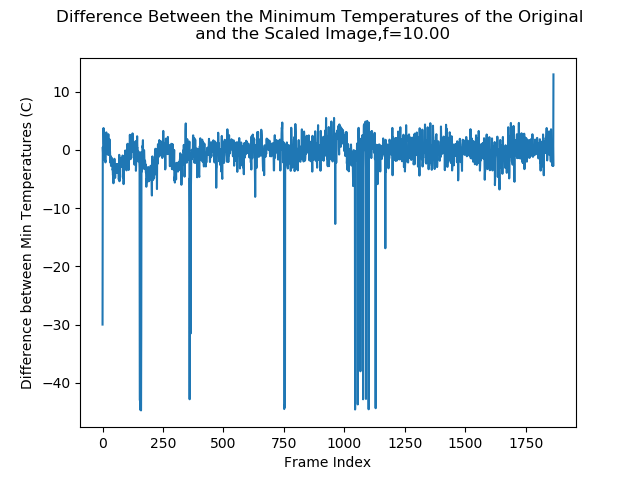 Difference Between the Minimum Temperatures of the Original
and the Scaled Image,f=10.00
Difference between Min Temperatures (C)
10
0
−10
−20
−30
−40
0 250 500 750 1000 1250 1500 1750
Frame Index